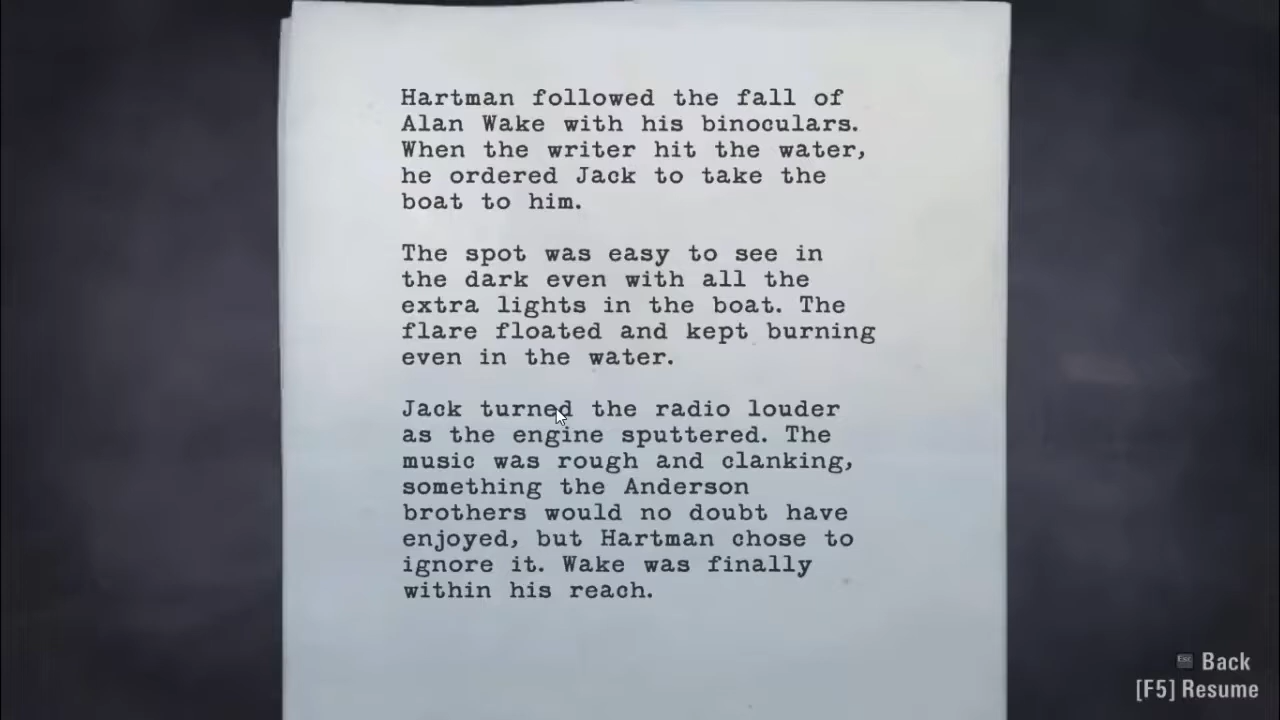 Hartman followed the fall of
Alan Wake with his binoculars.
When the writer hit the water,
he ordered Jack to take the
boat to him.
The spot was easy to see in
the dark even with all the
extra lights in the boat. The
flare floated and kept burning
even in the water.
Jack turned the radio louder
as the engine sputtered. The
music was rough and clanking,
something the Anderson
brothers would no doubt have
enjoyed, but Hartman chose to
ignore it. Wake was finally
within his reach.
Esc Back
[F5] Resume